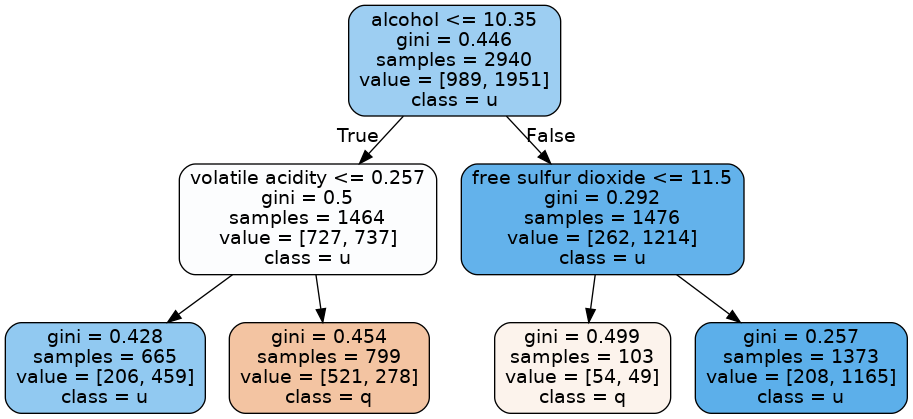 alcohol <= 10.35
gini = 0.446
samples = 2940
value = [989, 1951]
class = u
True
False
volatile acidity <= 0.257
gini = 0.5
samples = 1464
value = [727, 737]
class = u
free sulfur dioxide <= 11.5
gini = 0.292
samples = 1476
value = [262, 1214]
class = u
gini = 0.428
samples = 665
value = [206, 459]
class = u
gini = 0.454
samples = 799
value = [521, 278]
class = q
gini = 0.499
samples = 103
value = [54, 49]
class = q
gini = 0.257
samples = 1373
value = [208, 1165]
class = u